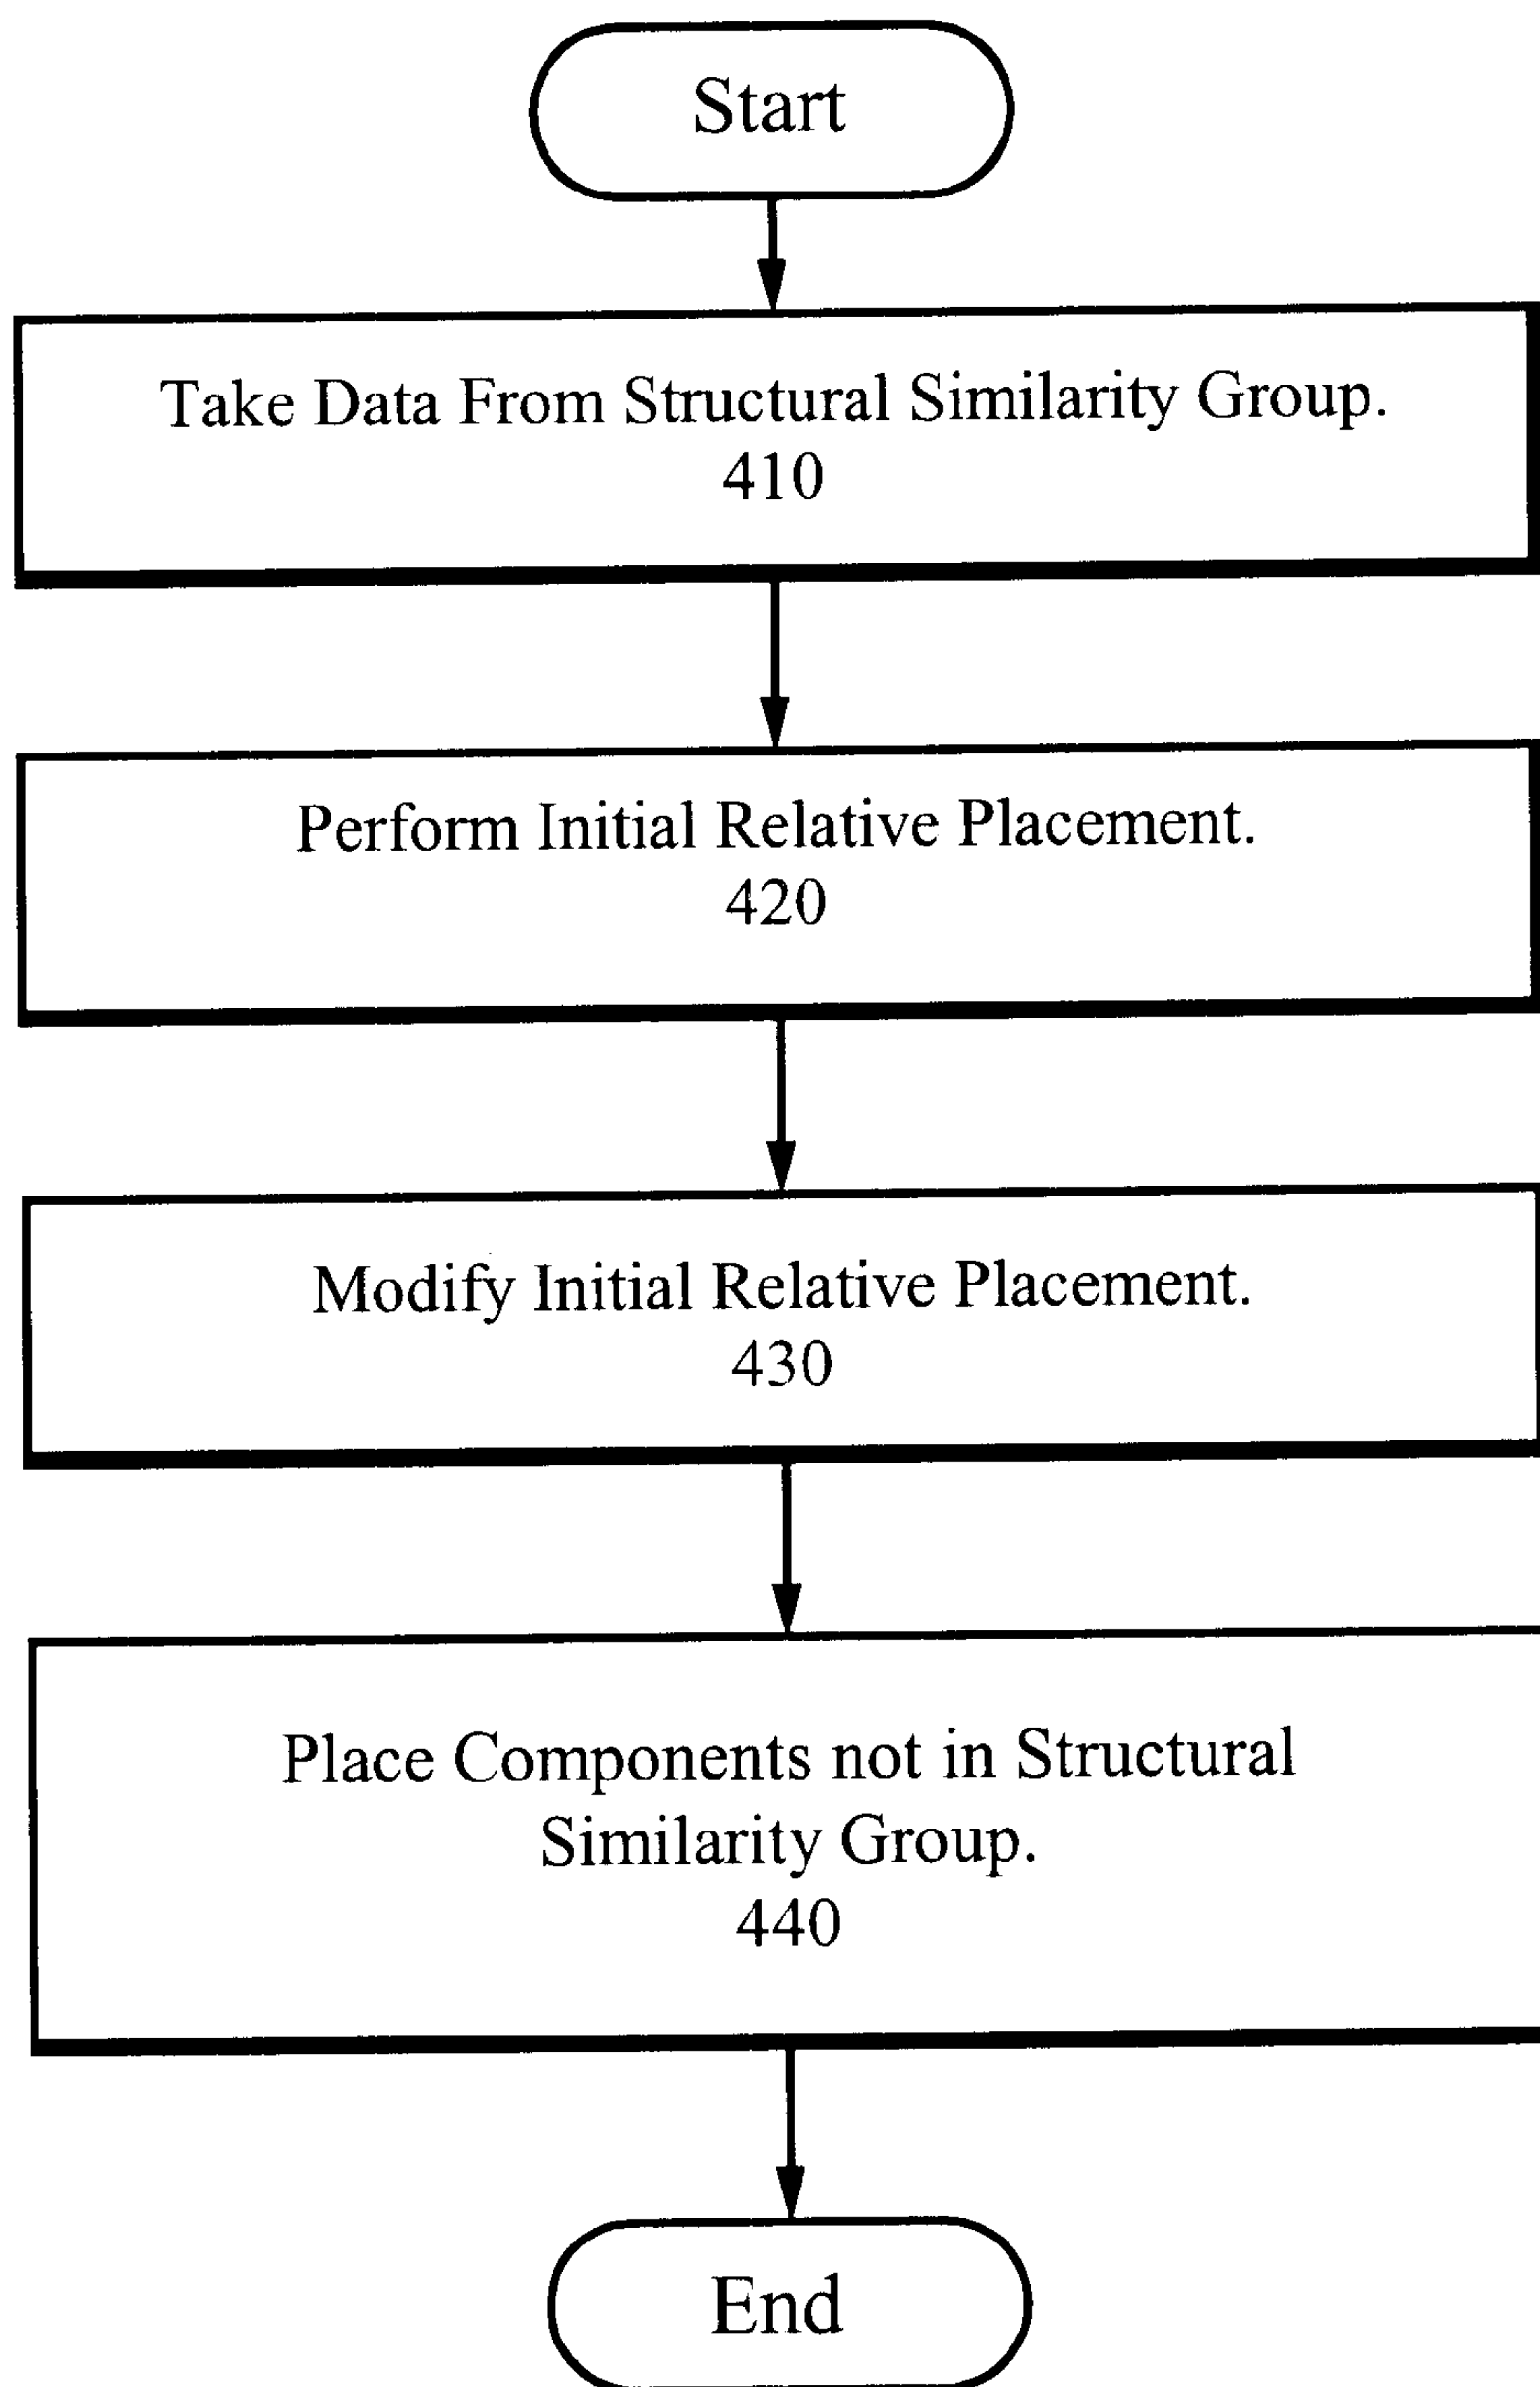 Start
Take Data From Structural Similarity Group.
410
Perform Initial Relative Placement.
420
Modify Initial Relative Placement.
430
Place Components not in Structural
Similarity Group.
440
End